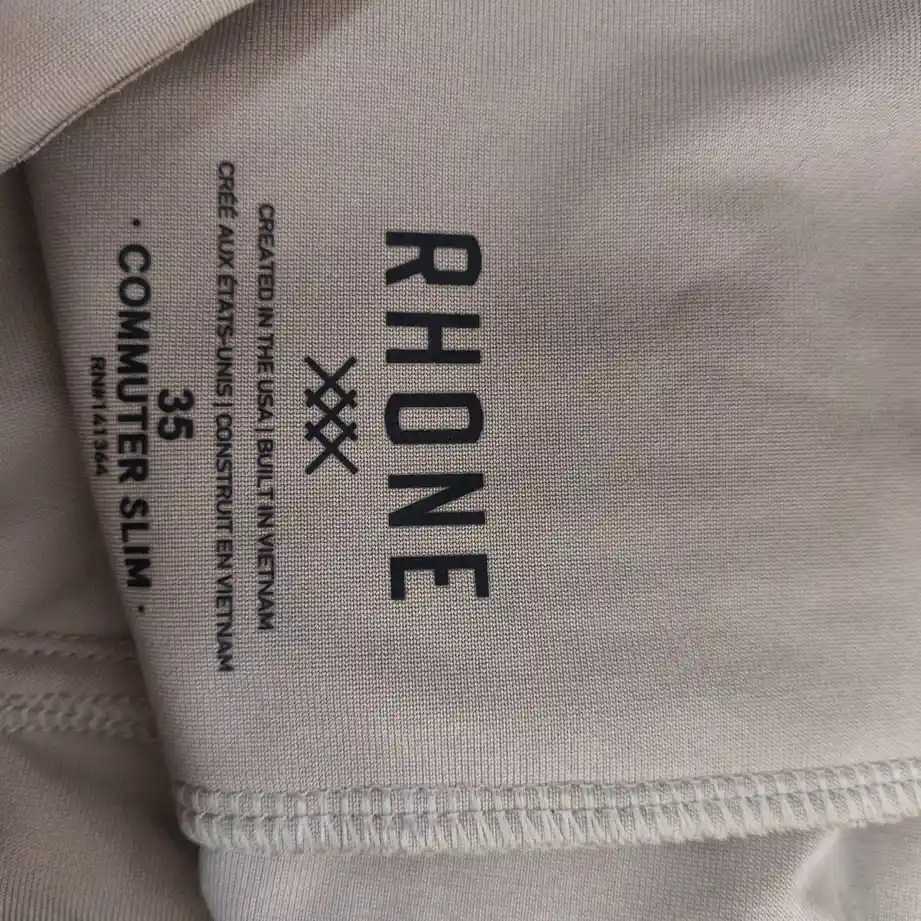 RHONE
CREATED IN THE USA | BUILT IN VIETNAM
CRÉÉ AUX ÉTATS-UNIS | CONSTRUIT EN VIETNAM
35
· COMMUTER SLIM ·
RN# 141364